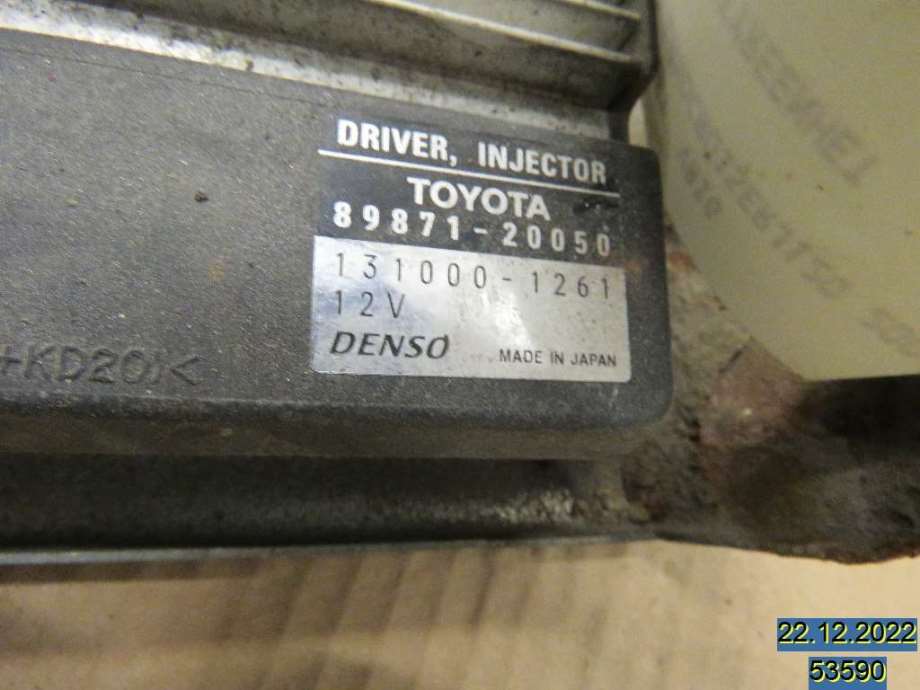 DRIVER, INJECTOR
TOYOTA
89871-20050
131000-1261
12V
DENSO MADE IN JAPAN
+KD20K
22.12.2022
53590